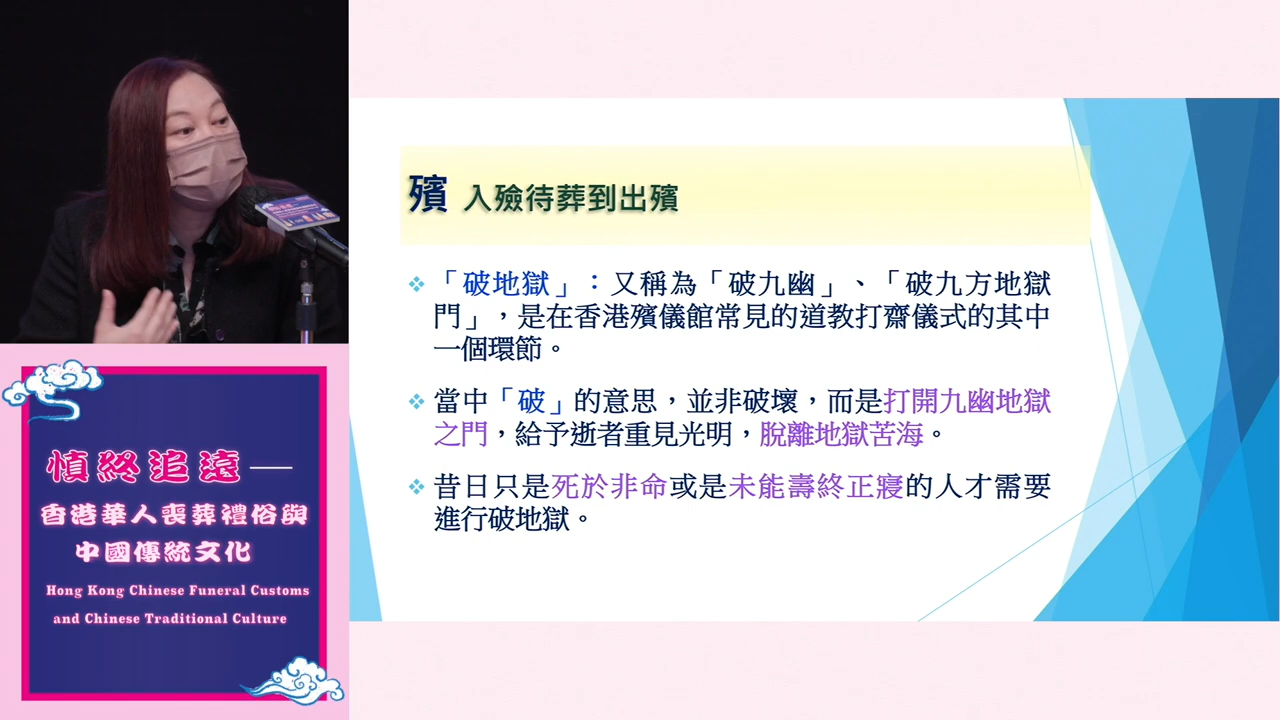 殯 入殮待葬到出殯
「破地獄」：又稱為「破九幽」、「破九方地獄
門」，是在香港殯儀館常見的道教打齋儀式的其中
一個環節。
當中「破」的意思，並非破壞，而是打開九幽地獄
之門，給予逝者重見光明，脫離地獄苦海。
昔日只是死於非命或是未能壽終正寢的人才需要
進行破地獄。
慎終追遠——
香港華人喪葬禮俗與
中國傳統文化
Hong Kong Chinese Funeral Customs
and Chinese Traditional Culture